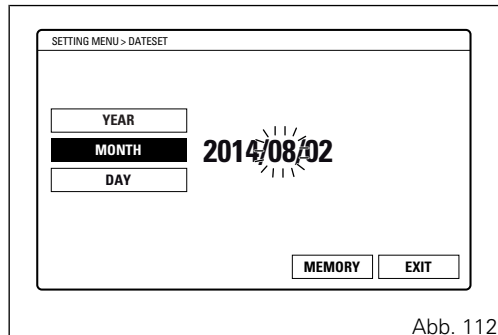 SETTING MENU > DATESET
YEAR
MONTH
2014/08/02
DAY
MEMORY
EXIT
Abb. 112